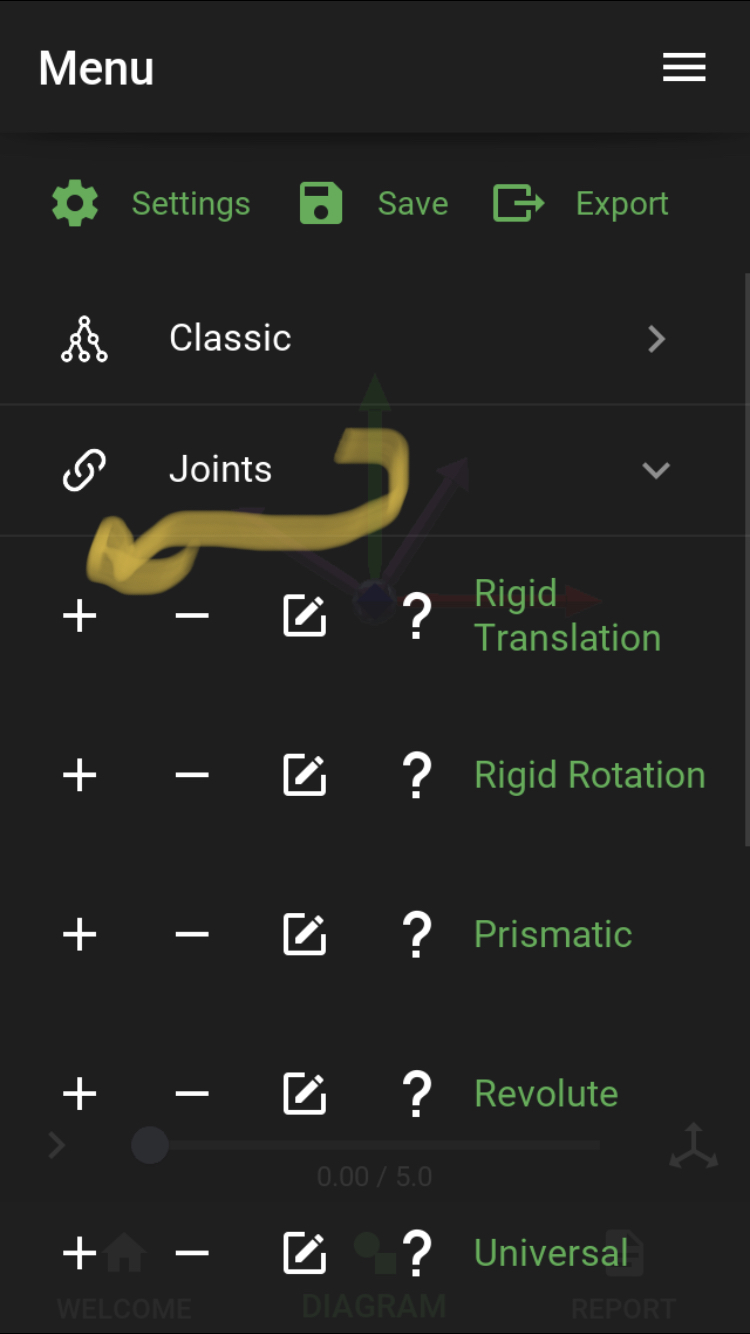 Menu
Settings Save Export
Classic
Joints
+ − ? Rigid
Translation
+ − ? Rigid Rotation
+ − ? Prismatic
+ − ? Revolute
0.00 / 5.0
+ − ? Universal
WELCOME DIAGRAM REPORT